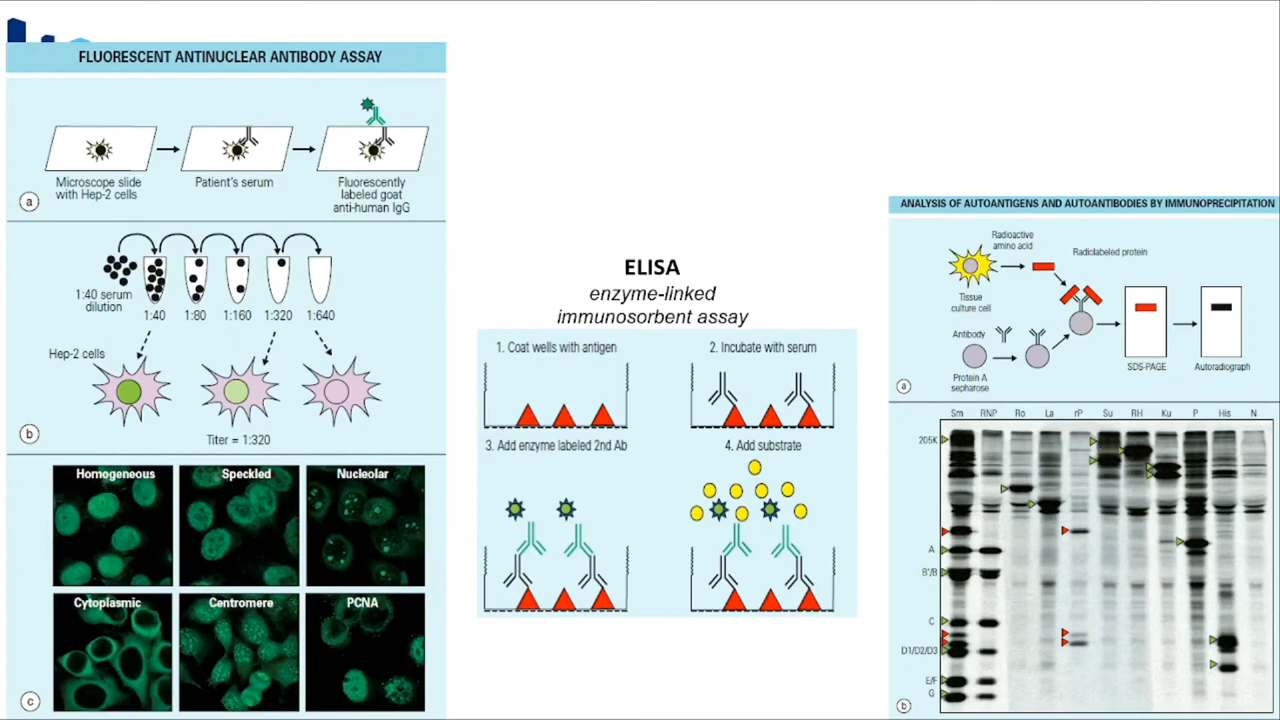 FLUORESCENT ANTINUCLEAR ANTIBODY ASSAY
Microscope slide
with Hep-2 cells
Patient's serum
Fluorescently
labeled goat
anti-human IgG
a
1:40 serum
dilution
1:40
1:80
1:160
1:320
1:640
Hep-2 cells
Titer = 1:320
b
Homogeneous
Speckled
Nucleolar
Cytoplasmic
Centromere
PCNA
c
ELISA
enzyme-linked
immunosorbent assay
1. Coat wells with antigen
2. Incubate with serum
3. Add enzyme labeled 2nd Ab
4. Add substrate
ANALYSIS OF AUTOANTIGENS AND AUTOANTIBODIES BY IMMUNOPRECIPITATION
Radioactive
amino acid
Radiolabeled protein
Tissue
culture cell
Antibody
Protein A
sepharose
SDS-PAGE
Autoradiograph
a
Sm RNP Ro La rP Su RH Ku P His N
205K
A
B'/B
C
D1/D2/D3
E/F
G
b